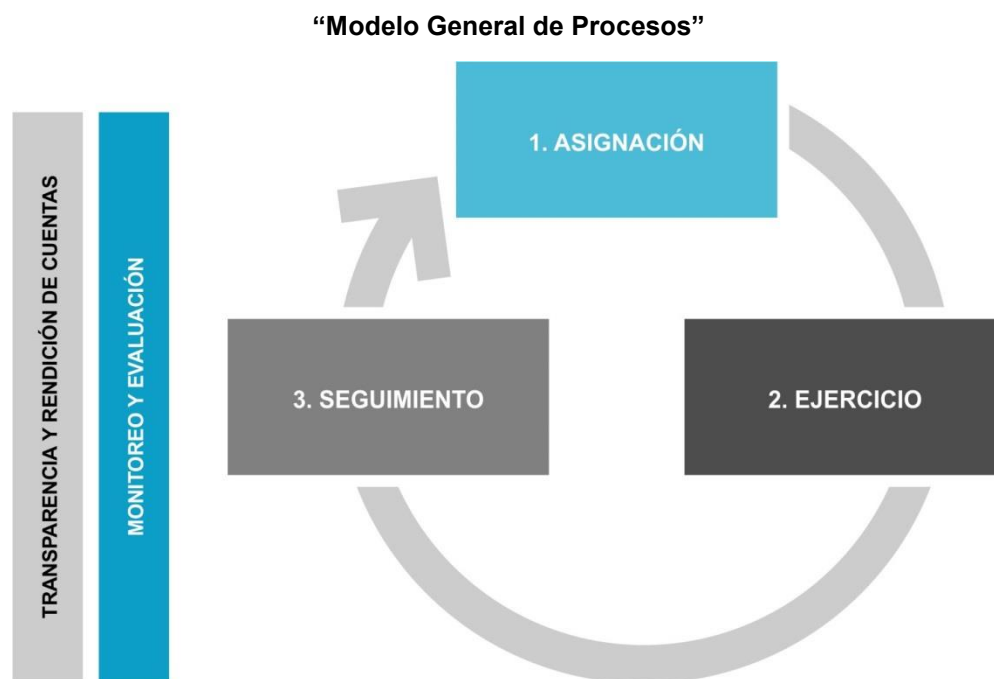 “Modelo General de Procesos”
TRANSPARENCIA Y RENDICIÓN DE CUENTAS
MONITOREO Y EVALUACIÓN
1. ASIGNACIÓN
3. SEGUIMIENTO
2. EJERCICIO